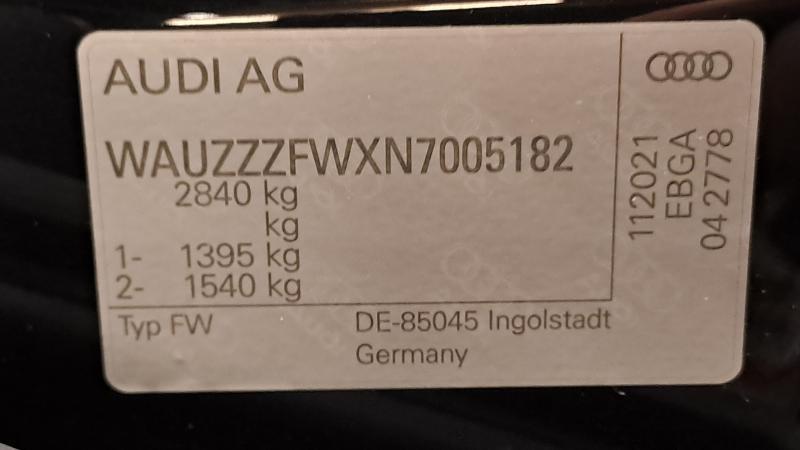 AUDI AG
WAUZZZFWXN7005182
2840 kg
kg
1- 1395 kg
2- 1540 kg
Typ FW
DE-85045 Ingolstadt
Germany
112021
EBGA
04 2778